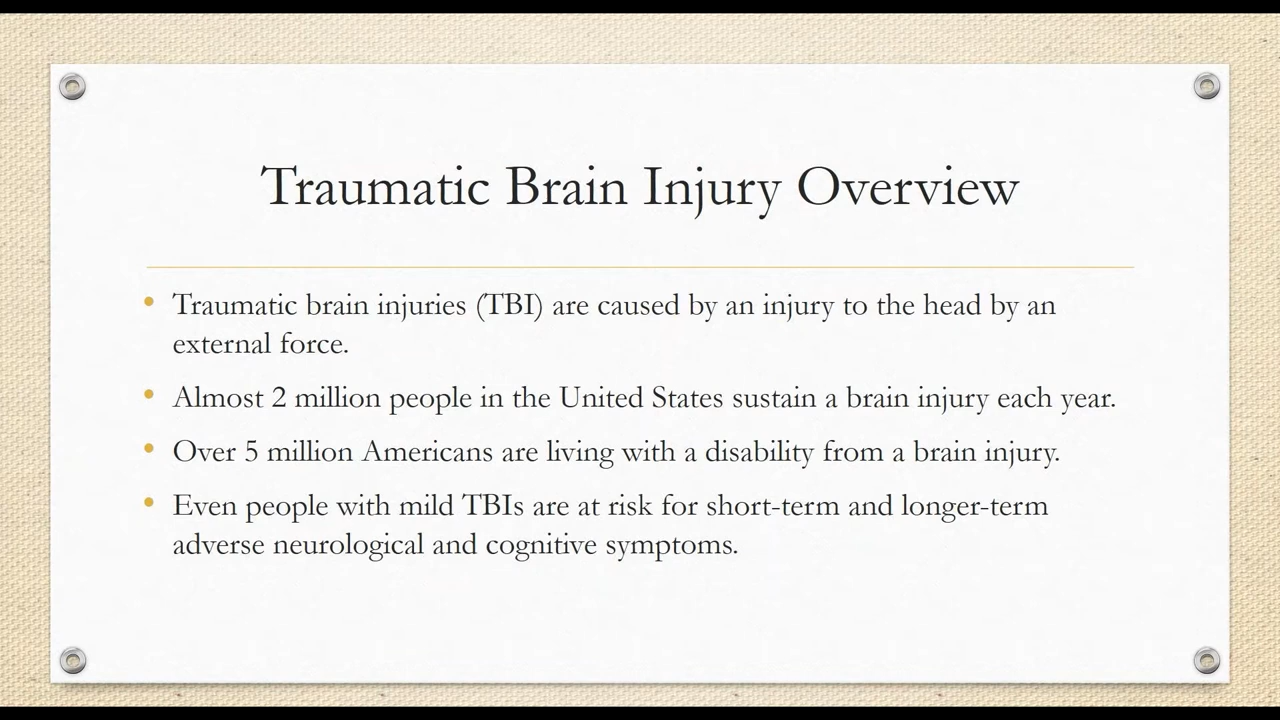 Traumatic Brain Injury Overview
• Traumatic brain injuries (TBI) are caused by an injury to the head by an
external force.
• Almost 2 million people in the United States sustain a brain injury each year.
• Over 5 million Americans are living with a disability from a brain injury.
• Even people with mild TBIs are at risk for short-term and longer-term
adverse neurological and cognitive symptoms.